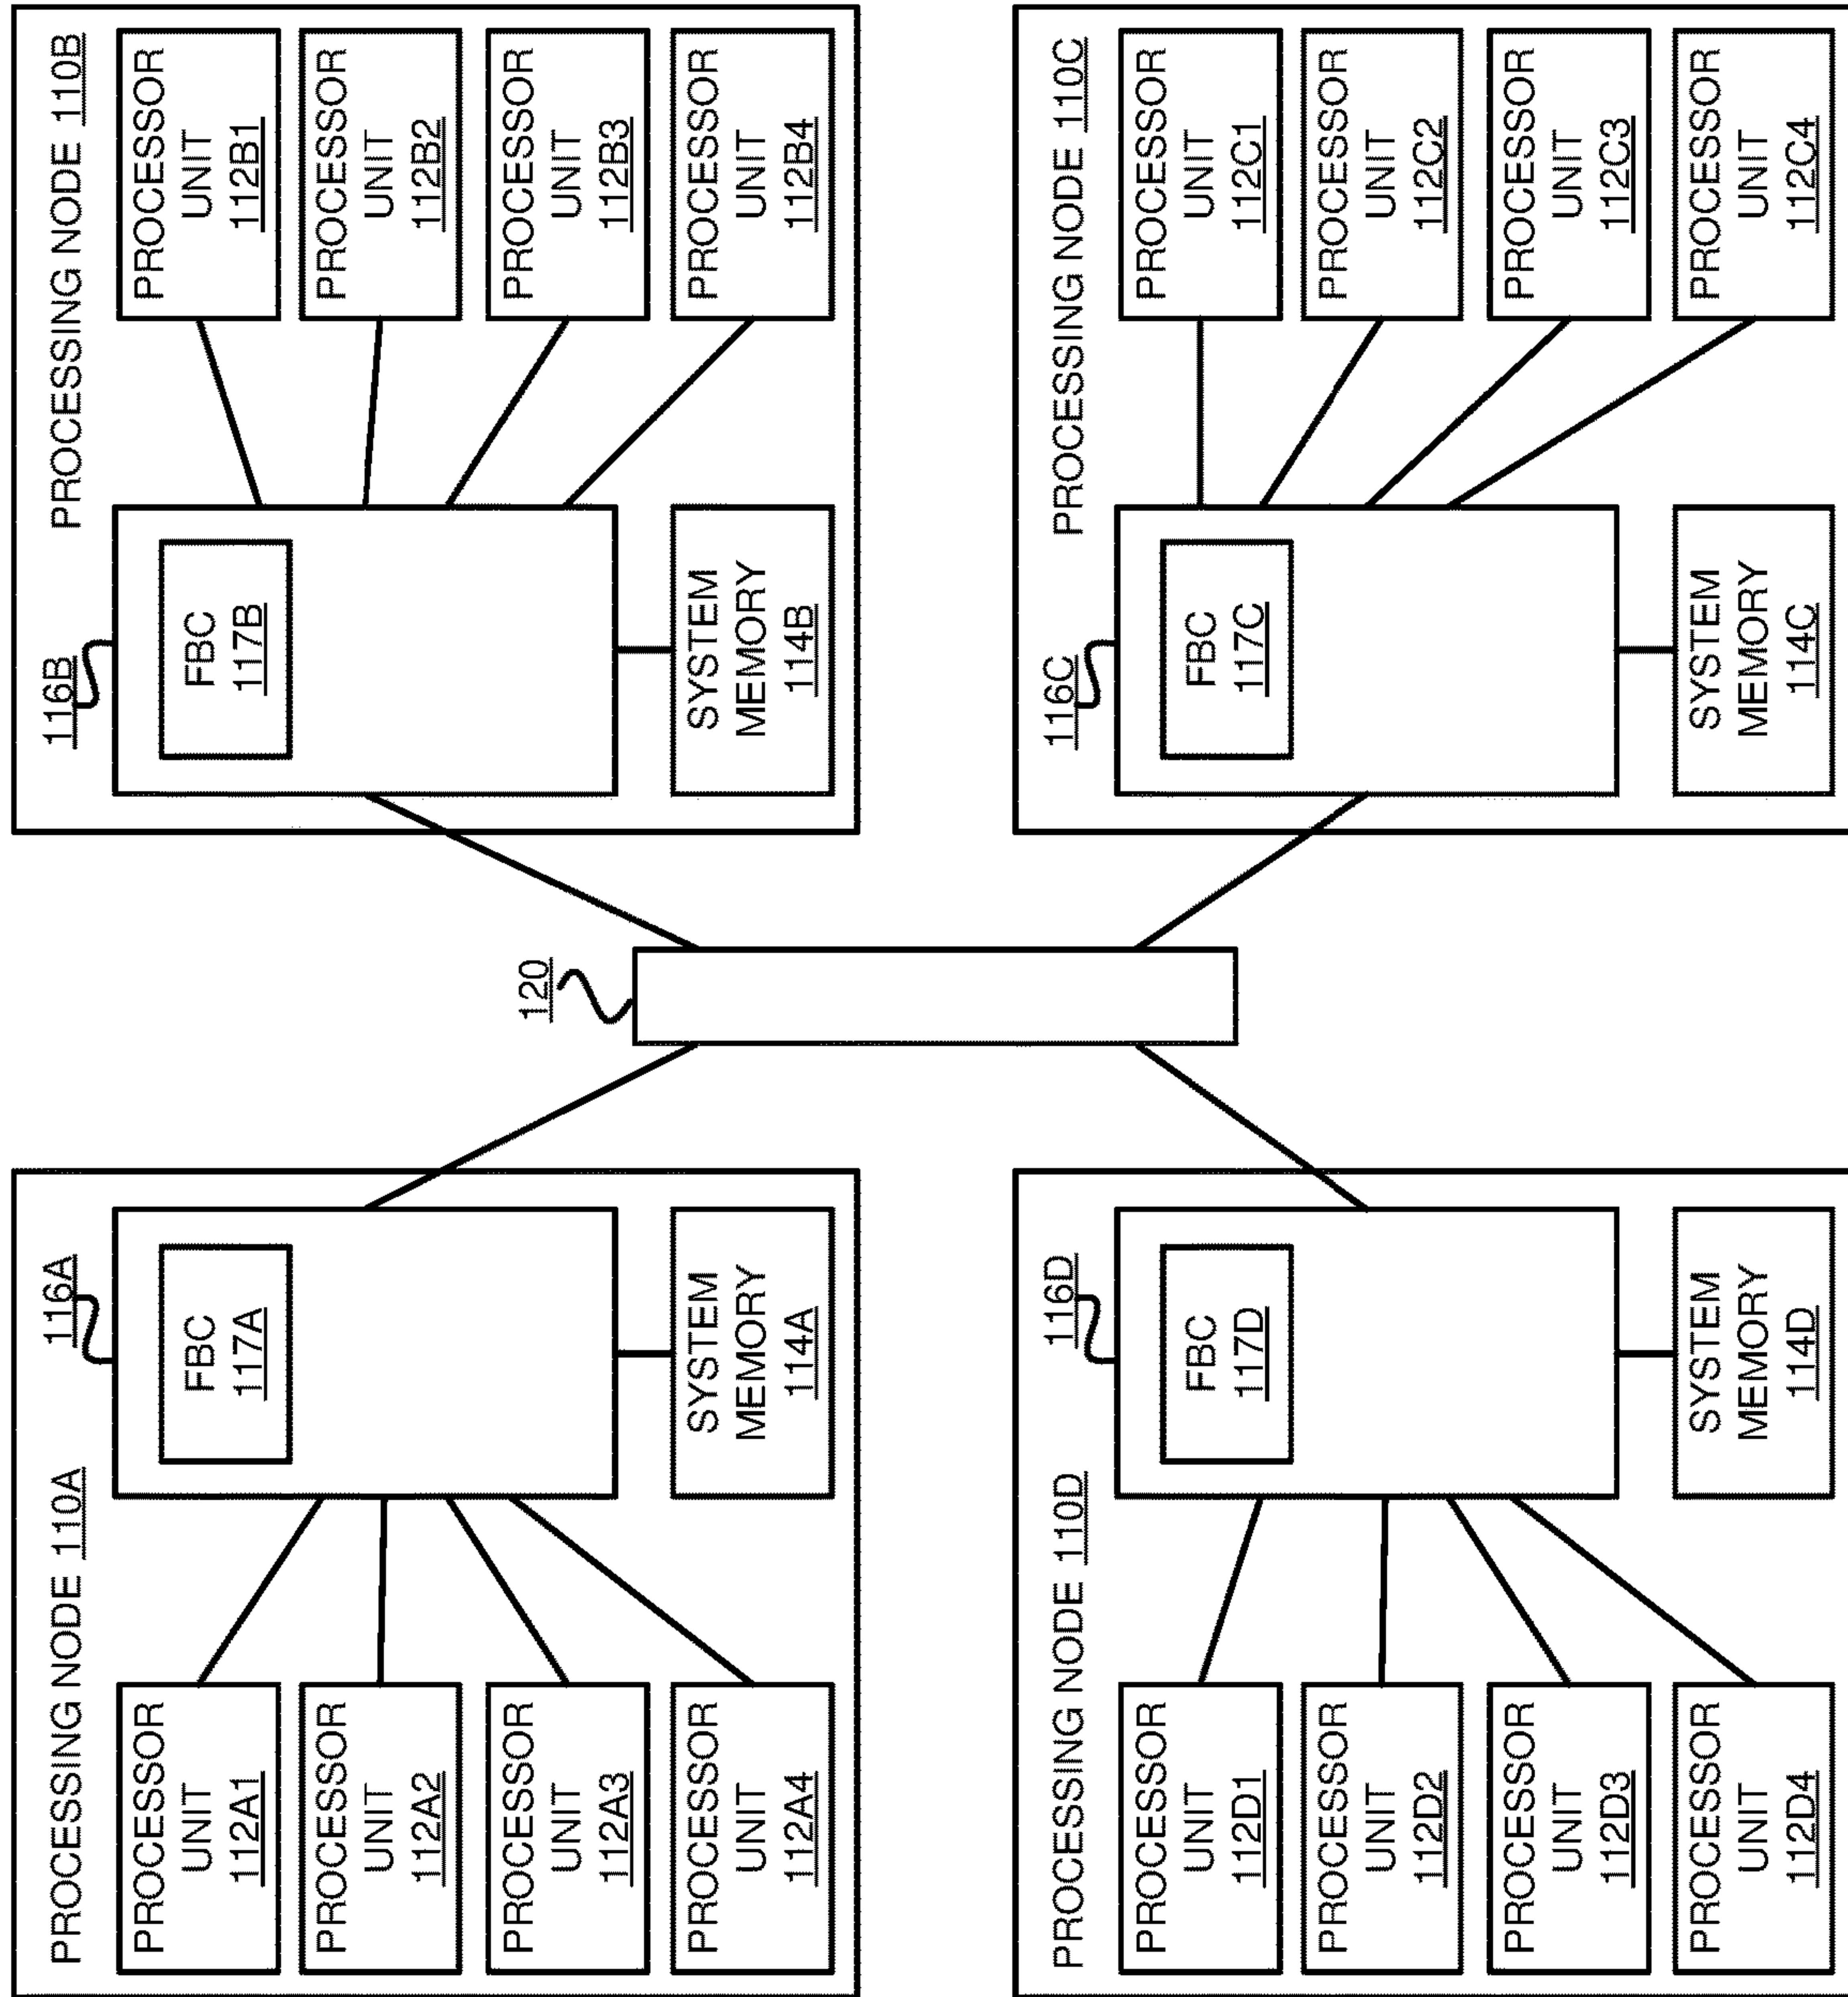 PROCESSING NODE 110A
116A
PROCESSOR
UNIT
112A1
PROCESSOR
UNIT
112A2
PROCESSOR
UNIT
112A3
PROCESSOR
UNIT
112A4
FBC
117A
SYSTEM
MEMORY
114A
116B
PROCESSING NODE 110B
FBC
117B
SYSTEM
MEMORY
114B
PROCESSOR
UNIT
112B1
PROCESSOR
UNIT
112B2
PROCESSOR
UNIT
112B3
PROCESSOR
UNIT
112B4
120
PROCESSING NODE 110D
116D
PROCESSOR
UNIT
112D1
PROCESSOR
UNIT
112D2
PROCESSOR
UNIT
112D3
PROCESSOR
UNIT
112D4
FBC
117D
SYSTEM
MEMORY
114D
116C
PROCESSING NODE 110C
FBC
117C
SYSTEM
MEMORY
114C
PROCESSOR
UNIT
112C1
PROCESSOR
UNIT
112C2
PROCESSOR
UNIT
112C3
PROCESSOR
UNIT
112C4